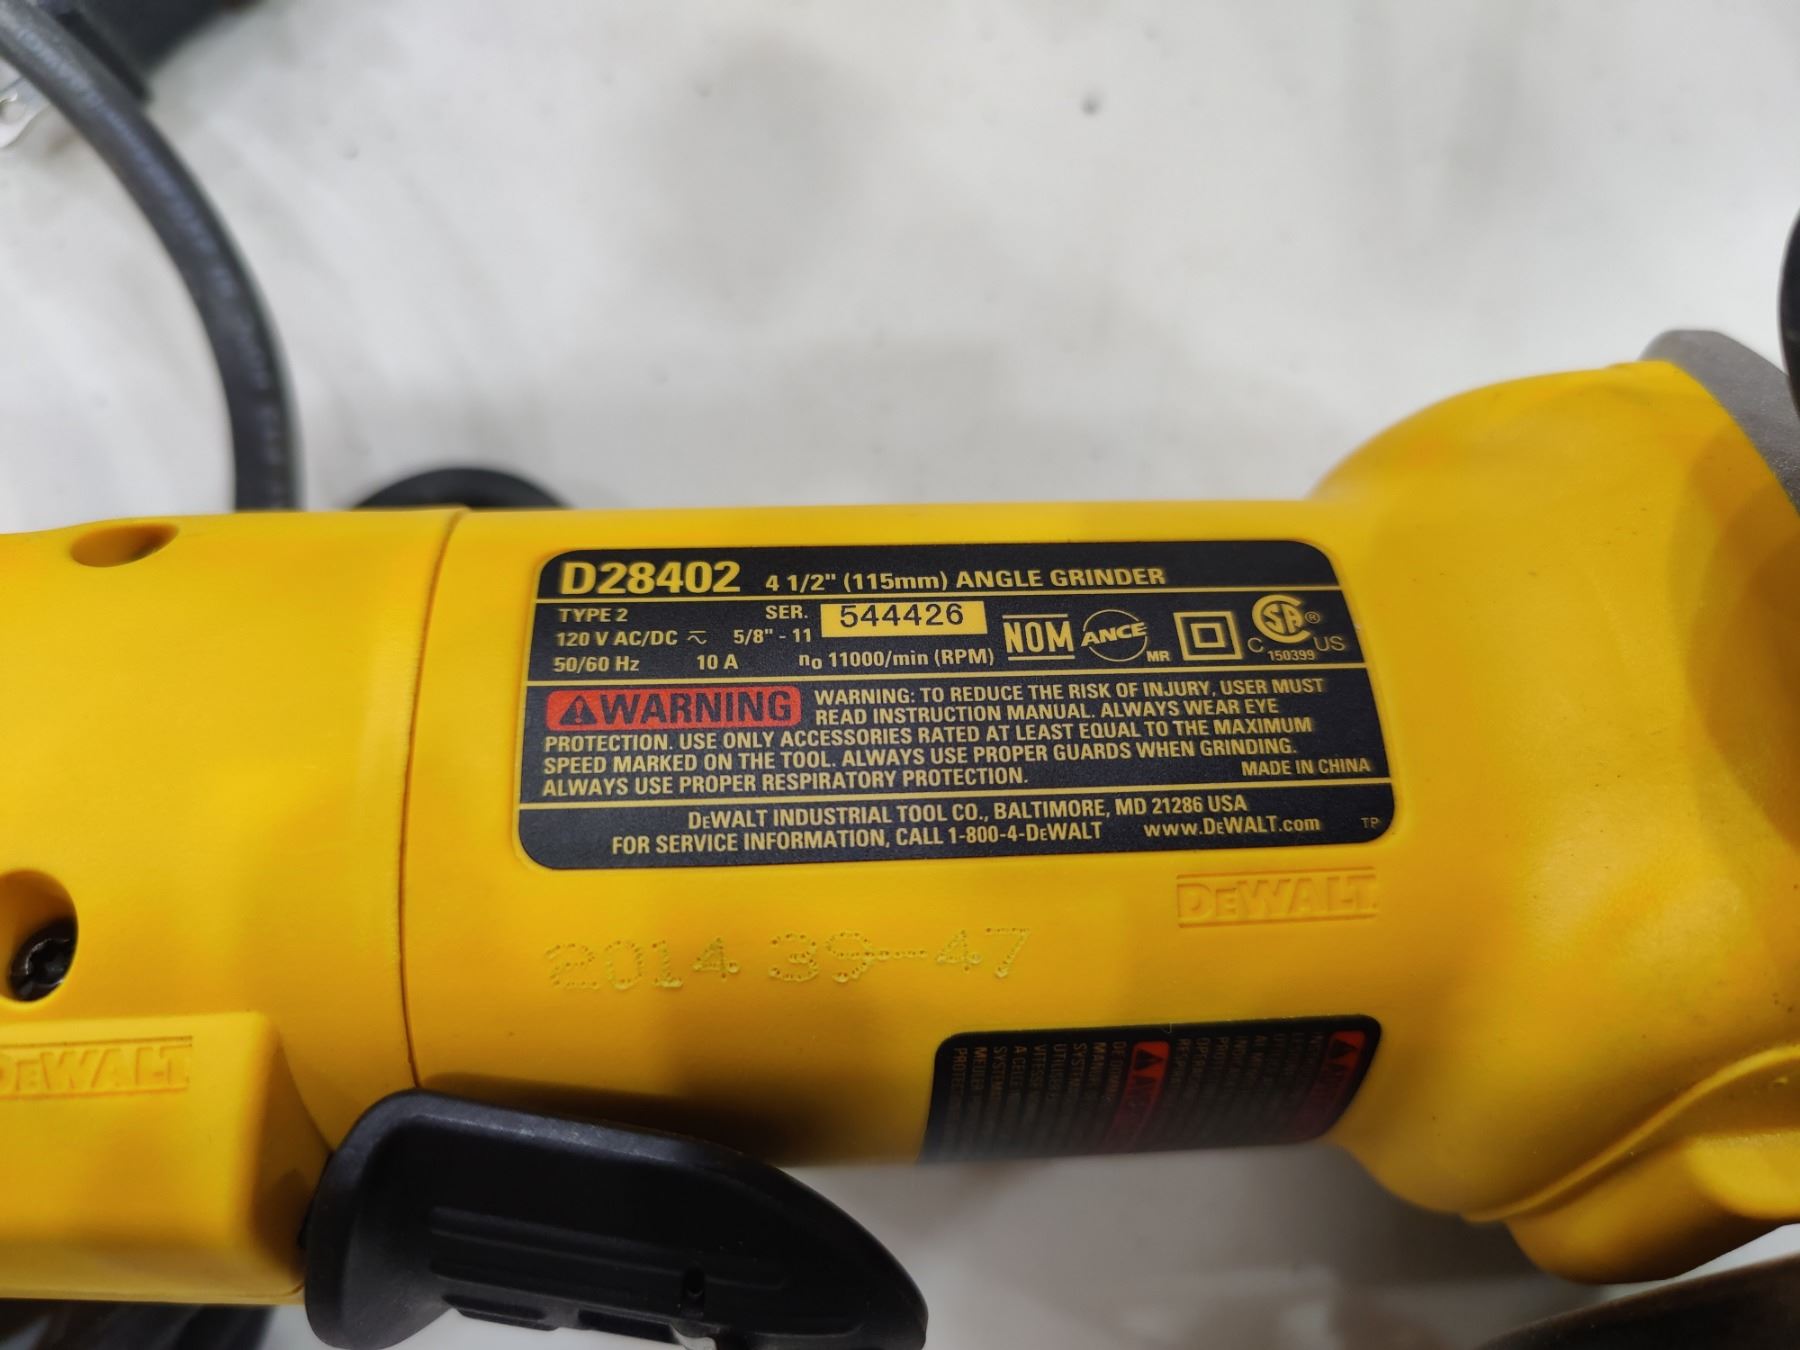 D28402 4 1/2" (115mm) ANGLE GRINDER
TYPE 2 SER. 544426
120 V AC/DC 5/8" - 11
50/60 Hz 10 A n₀ 11000/min (RPM)
NOM ANCE MR
CSA ® C US 150399
WARNING
WARNING: TO REDUCE THE RISK OF INJURY, USER MUST
READ INSTRUCTION MANUAL. ALWAYS WEAR EYE
PROTECTION. USE ONLY ACCESSORIES RATED AT LEAST EQUAL TO THE MAXIMUM
SPEED MARKED ON THE TOOL. ALWAYS USE PROPER GUARDS WHEN GRINDING.
ALWAYS USE PROPER RESPIRATORY PROTECTION. MADE IN CHINA
DEWALT INDUSTRIAL TOOL CO., BALTIMORE, MD 21286 USA
FOR SERVICE INFORMATION, CALL 1-800-4-DEWALT www.DEWALT.com TP
DEWALT
2014 39-47
DEWALT